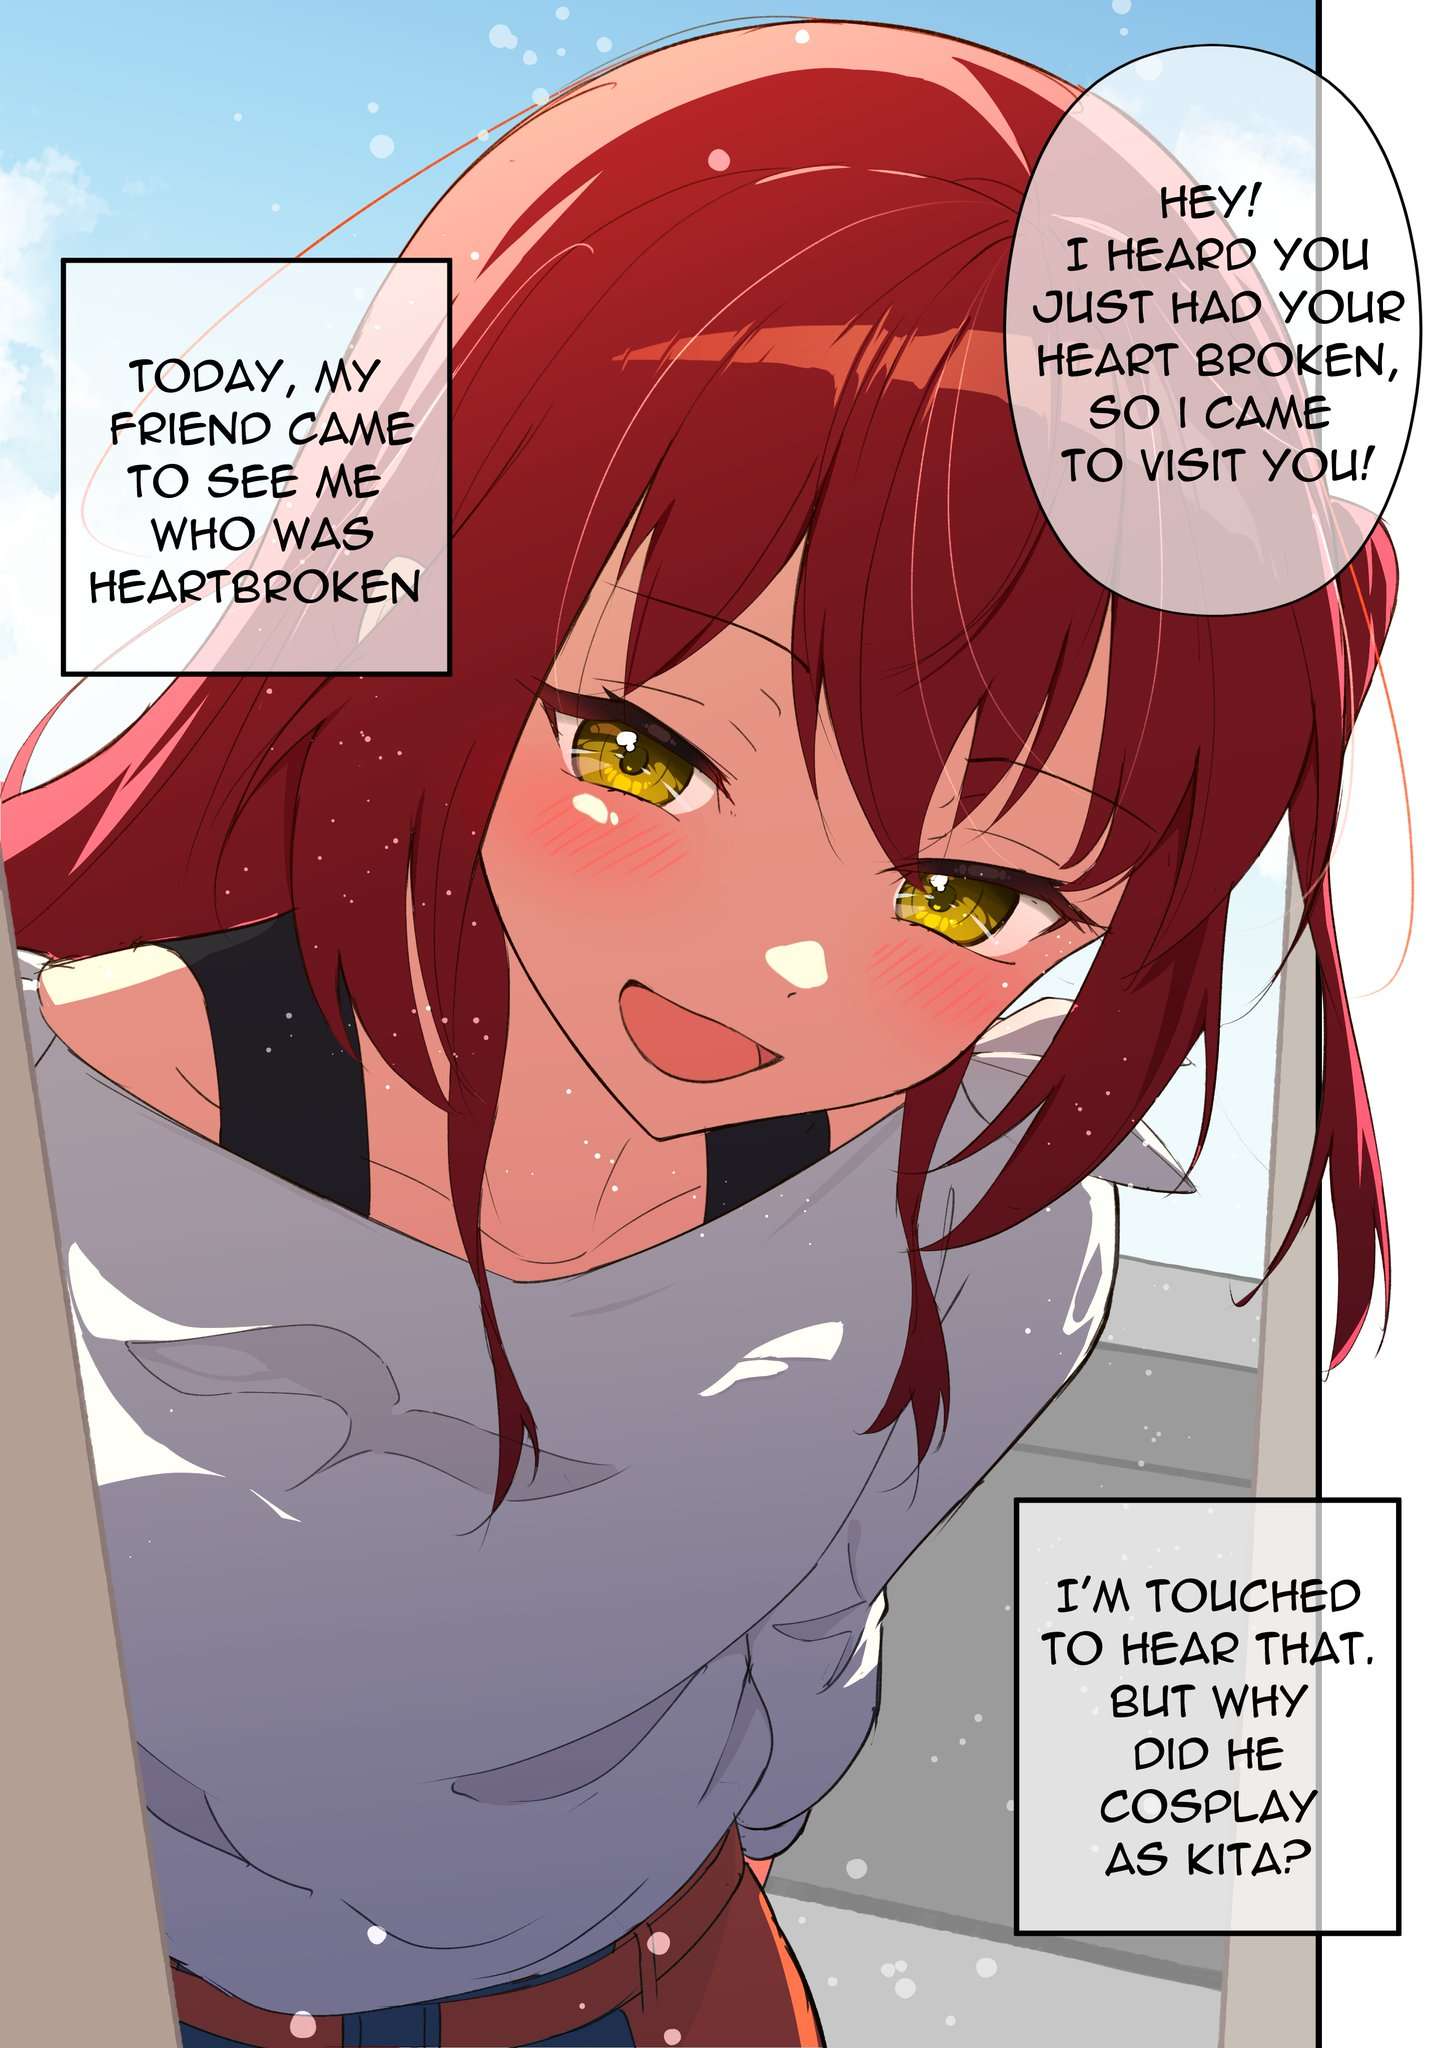 HEY!
I HEARD YOU
JUST HAD YOUR
HEART BROKEN,
SO I CAME
TO VISIT YOU!
TODAY, MY
FRIEND CAME
TO SEE ME
WHO WAS
HEARTBROKEN
I'M TOUCHED
TO HEAR THAT.
BUT WHY
DID HE
COSPLAY
AS KITA?